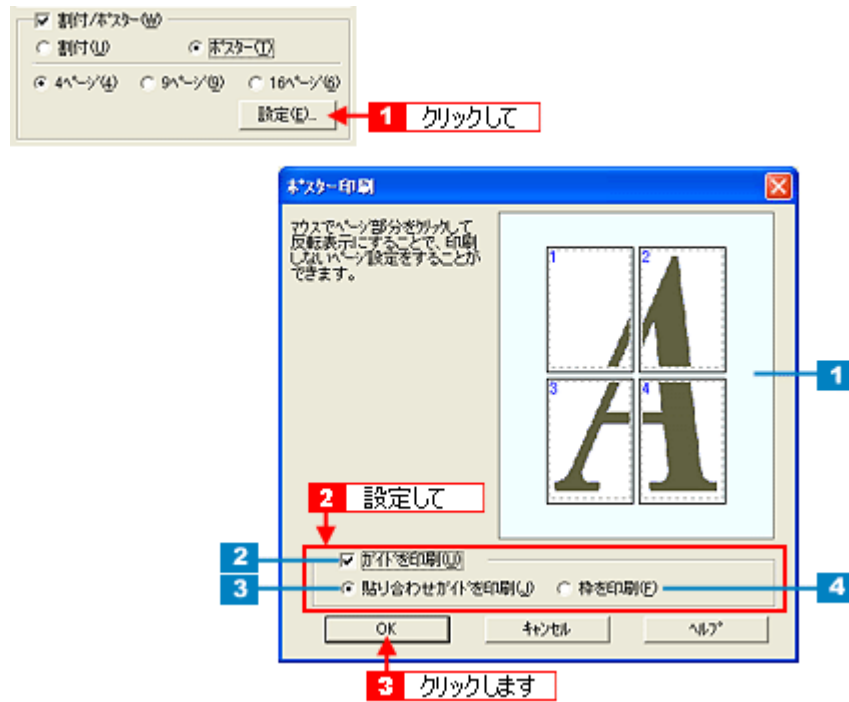 割付/ポスター(W)
割付(U) ポスター(T)
4ページ(4) 9ページ(9) 16ページ(6)
設定(E)...
1 クリックして
ポスター印刷
マウスでページ部分をクリックして
反転表示にすることで、印刷
しないページ設定をすることが
できます。
1 2
3 4
1
2 設定して
2 ガイドを印刷(U)
3 貼り合わせガイドを印刷(J) 枠を印刷(F) 4
OK キャンセル ヘルプ
3 クリックします